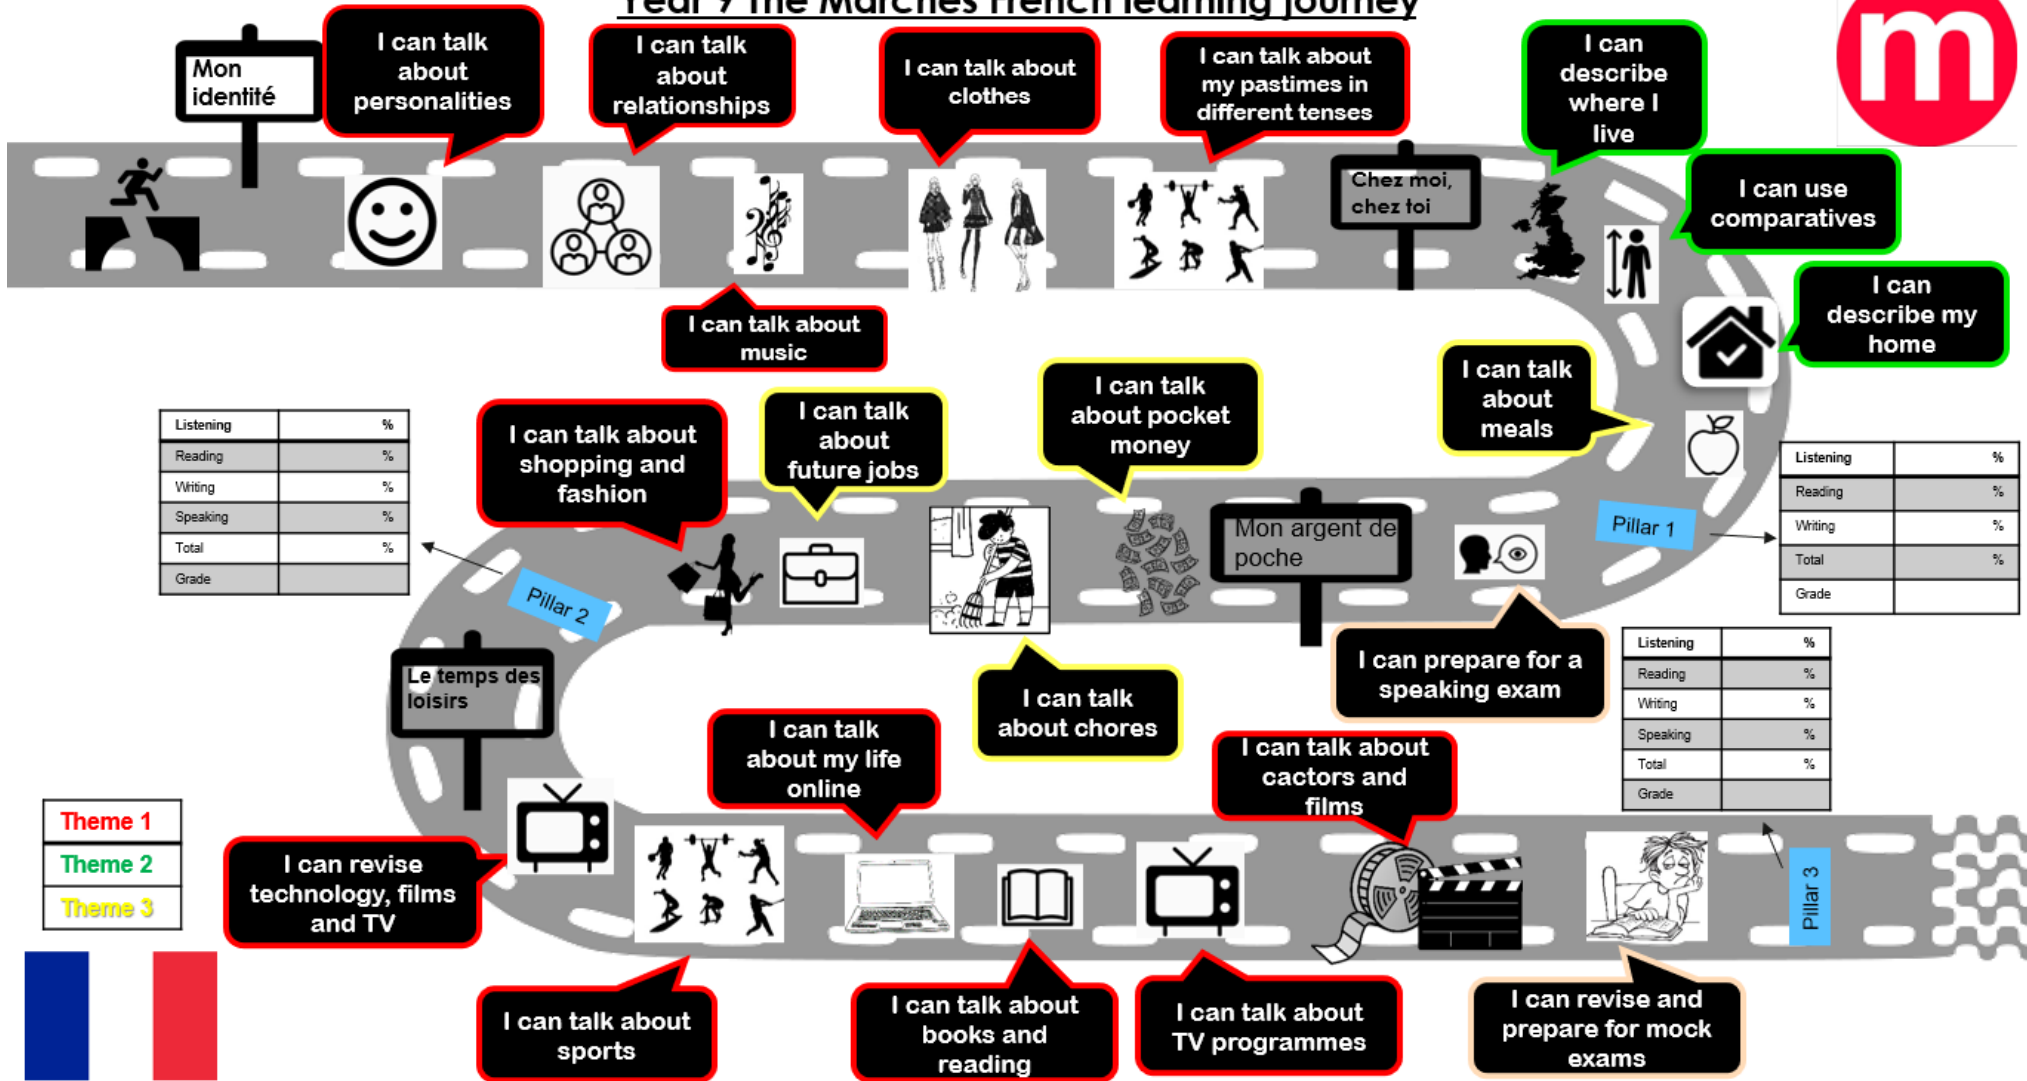 Year 9 The Marches French learning journey
m
Mon
identité
I can talk
about
personalities
I can talk
about
relationships
I can talk about
clothes
I can talk about
my pastimes in
different tenses
I can
describe
where I
live
Chez moi,
chez toi
I can use
comparatives
I can talk about
music
I can
describe my
home
I can talk
about
meals
Listening %
Reading %
Writing %
Total %
Grade
Pillar 1
I can prepare for a
speaking exam
Mon argent de
poche
I can talk
about pocket
money
I can talk
about chores
I can talk
about
future jobs
I can talk about
shopping and
fashion
Pillar 2
Listening %
Reading %
Writing %
Speaking %
Total %
Grade
Le temps des
loisirs
I can revise
technology, films
and TV
I can talk about
sports
I can talk
about my life
online
I can talk about
books and
reading
I can talk about
TV programmes
I can talk about
cactors and
films
I can revise and
prepare for mock
exams
Pillar 3
Listening %
Reading %
Writing %
Speaking %
Total %
Grade
Theme 1
Theme 2
Theme 3